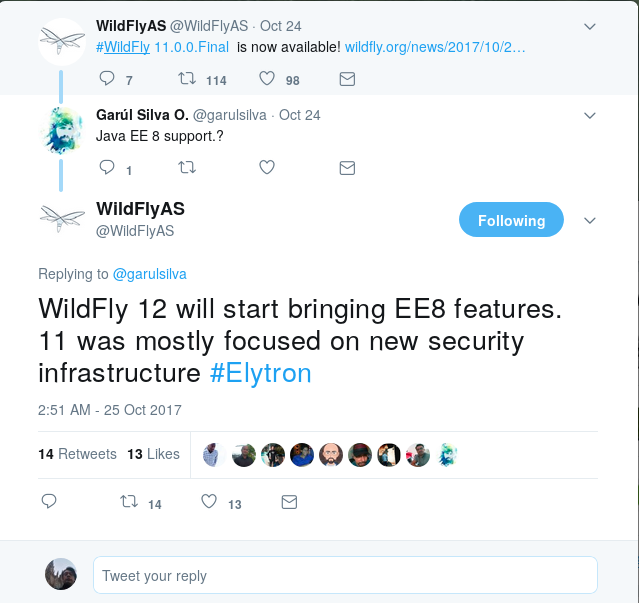 WildFlyAS @WildFlyAS · Oct 24
#WildFly 11.0.0.Final is now available! wildfly.org/news/2017/10/2…
7 114 98
Garúl Silva O. @garulsilva · Oct 24
Java EE 8 support.?
1
WildFlyAS
@WildFlyAS
Following
Replying to @garulsilva
WildFly 12 will start bringing EE8 features.
11 was mostly focused on new security
infrastructure #Elytron
2:51 AM - 25 Oct 2017
14 Retweets 13 Likes
14 13
Tweet your reply